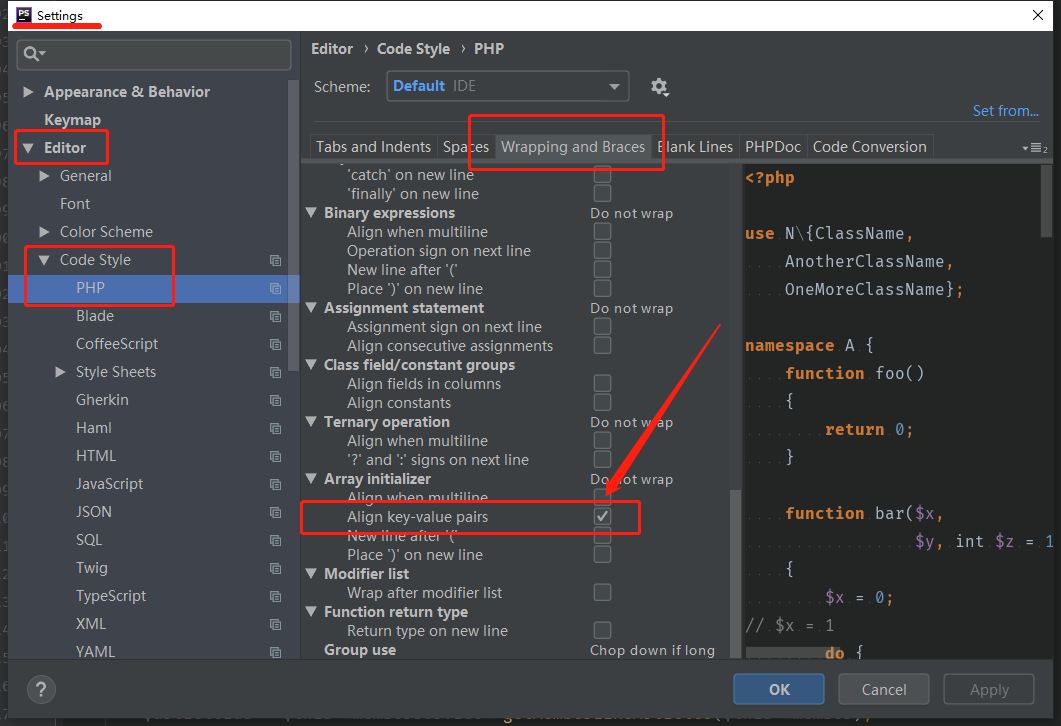 PS Settings
Editor › Code Style › PHP
Scheme: Default IDE
Set from...
Appearance & Behavior
Keymap
Editor
General
Font
Color Scheme
Code Style
PHP
Blade
CoffeeScript
Style Sheets
Gherkin
Haml
HTML
JavaScript
JSON
SQL
Twig
TypeScript
XML
YAML
Tabs and Indents Spaces Wrapping and Braces Blank Lines PHPDoc Code Conversion
2
'catch' on new line
'finally' on new line
Binary expressions Do not wrap
Align when multiline
Operation sign on next line
New line after '('
Place ')' on new line
Assignment statement Do not wrap
Assignment sign on next line
Align consecutive assignments
Class field/constant groups
Align fields in columns
Align constants
Ternary operation Do not wrap
Align when multiline
'?' and ':' signs on next line
Array initializer Do not wrap
Align when multiline
Align key-value pairs
New line after '('
Place ')' on new line
Modifier list
Wrap after modifier list
Function return type
Return type on new line
Group use Chop down if long
<?php
use N\{ClassName,
AnotherClassName,
OneMoreClassName};
namespace A {
function foo()
{
return 0;
}
function bar($x,
$y, int $z = 1
{
$x = 0;
// $x = 1
do {
?
OK Cancel Apply